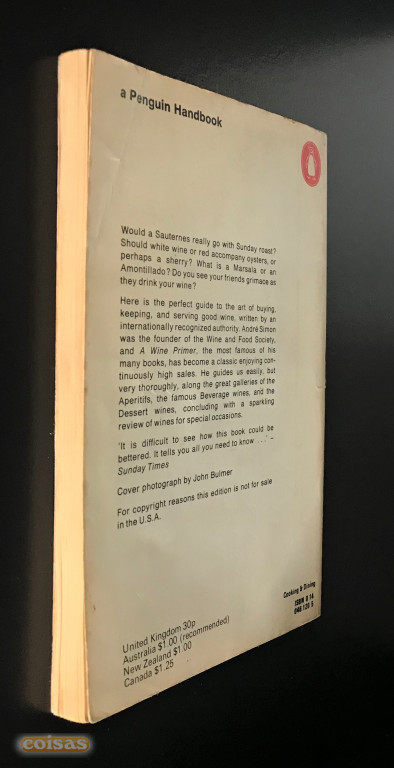 a Penguin Handbook
Would a Sauternes really go with Sunday roast?
Should white wine or red accompany oysters, or
perhaps a sherry? What is a Marsala or an
Amontillado? Do you see your friends grimace as
they drink your wine?
Here is the perfect guide to the art of buying,
keeping, and serving good wine, written by an
internationally recognized authority. André Simon
was the founder of the Wine and Food Society,
and A Wine Primer, the most famous of his
many books, has become a classic enjoying con-
tinuously high sales. He guides us easily, but
very thoroughly, along the great galleries of the
Aperitifs, the famous Beverage wines, and the
Dessert wines, concluding with a sparkling
review of wines for special occasions.
'It is difficult to see how this book could be
bettered. It tells you all you need to know ...' –
Sunday Times
Cover photograph by John Bulmer
For copyright reasons this edition is not for sale
in the U.S.A.
United Kingdom 30p
Australia $1.00 (recommended)
New Zealand $1.00
Canada $1.25
Cooking & Dining
ISBN 0 14
046 120 5
coisas